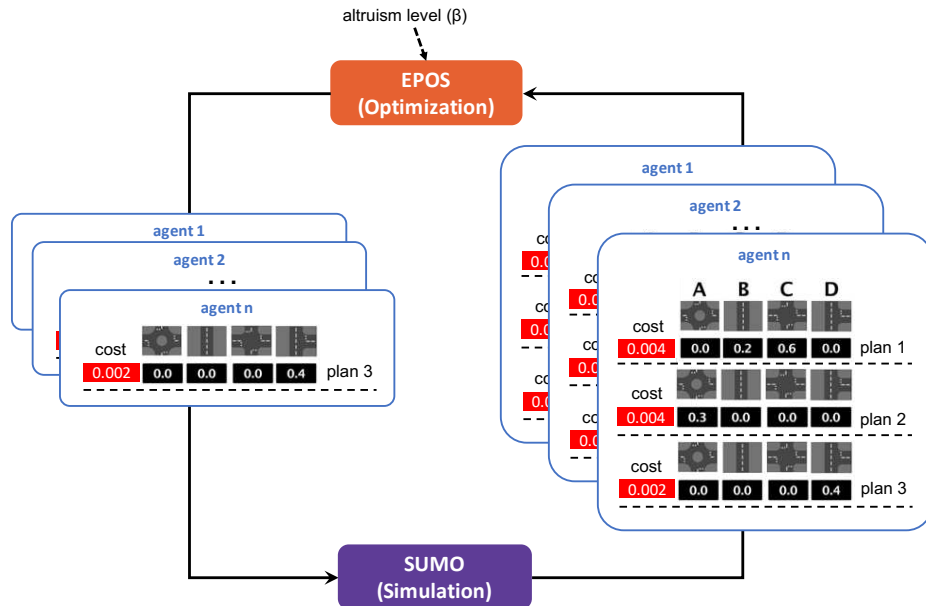 altruism level (β)
EPOS
(Optimization)
agent 1
agent 2
...
agent n
cost
0.002 0.0 0.0 0.0 0.4 plan 3
agent 1
agent 2
...
agent n
A B C D
cost
0.004 0.0 0.2 0.6 0.0 plan 1
cost
0.004 0.3 0.0 0.0 0.0 plan 2
cost
0.002 0.0 0.0 0.0 0.4 plan 3
SUMO
(Simulation)